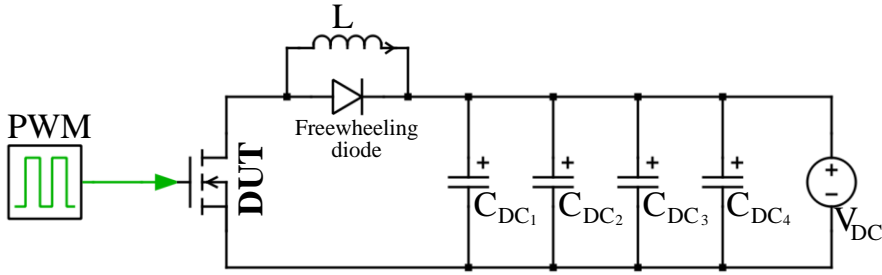 L
PWM
Freewheeling
diode
DUT
+
+
+
+
+
−
C_DC1
C_DC2
C_DC3
C_DC4
V_DC